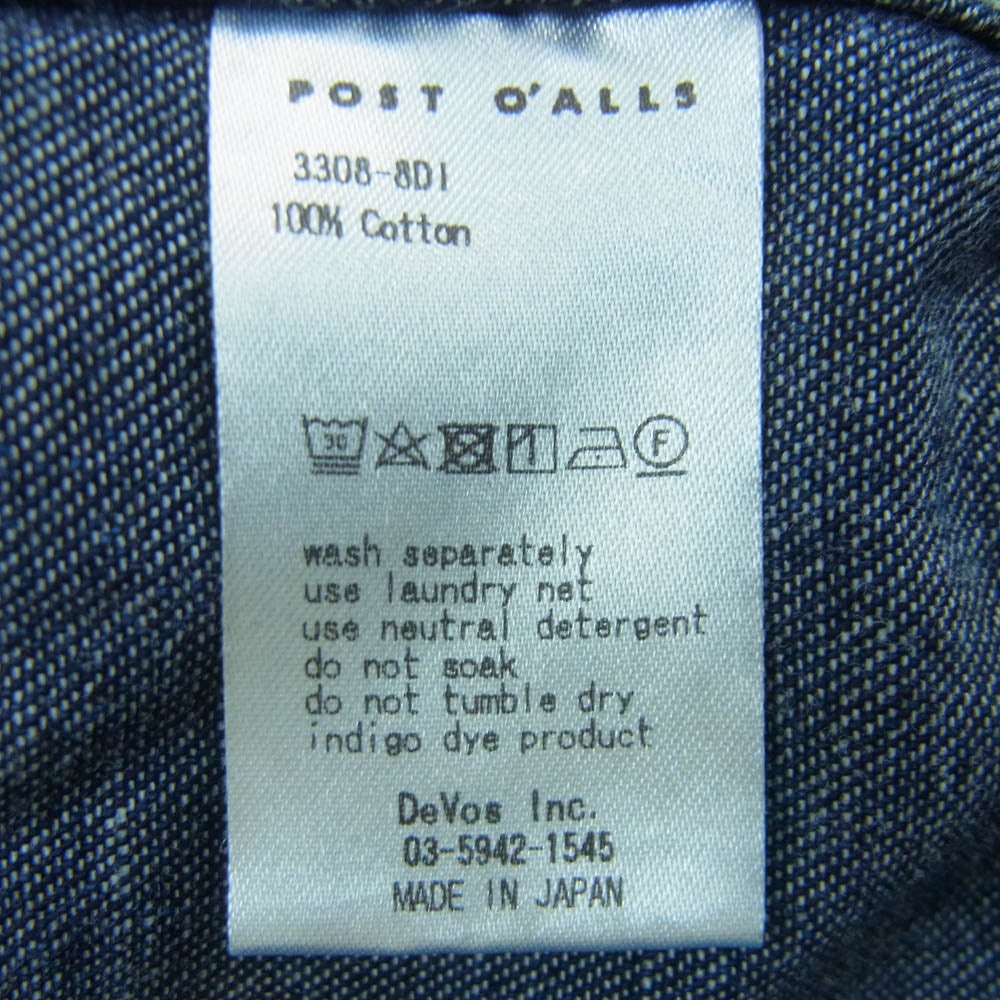 POST O'ALLS
3308-8DI
100% Cotton
30
F
wash separately
use laundry net
use neutral detergent
do not soak
do not tumble dry
indigo dye product
DeVos Inc.
03-5942-1545
MADE IN JAPAN